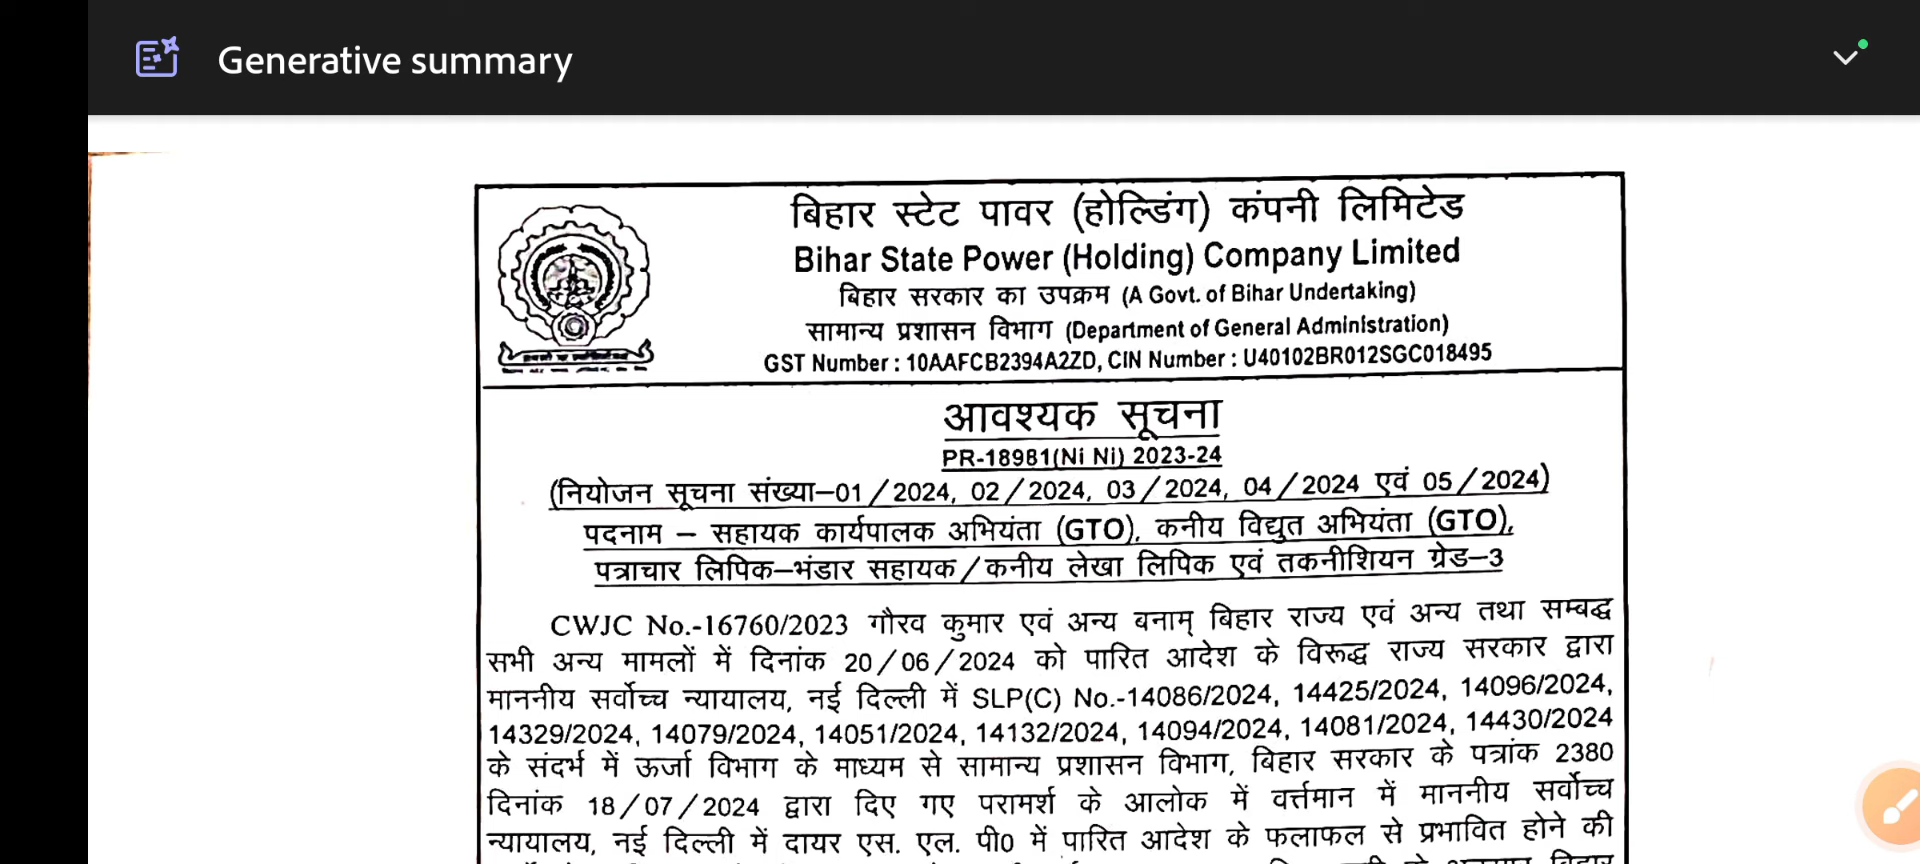 Generative summary
बिहार स्टेट पावर (होल्डिंग) कंपनी लिमिटेड
Bihar State Power (Holding) Company Limited
बिहार सरकार का उपक्रम (A Govt. of Bihar Undertaking)
सामान्य प्रशासन विभाग (Department of General Administration)
GST Number : 10AAFCB2394A2ZD, CIN Number : U40102BR012SGC018495
आवश्यक सूचना
PR-18981(Ni Ni) 2023-24
(नियोजन सूचना संख्या–01/2024, 02/2024, 03/2024, 04/2024 एवं 05/2024)
पदनाम – सहायक कार्यपालक अभियंता (GTO), कनीय विद्युत अभियंता (GTO),
पत्राचार लिपिक–भंडार सहायक/कनीय लेखा लिपिक एवं तकनीशियन ग्रेड–3
CWJC No.-16760/2023 गौरव कुमार एवं अन्य बनाम् बिहार राज्य एवं अन्य तथा सम्बद्ध
सभी अन्य मामलों में दिनांक 20/06/2024 को पारित आदेश के विरूद्ध राज्य सरकार द्वारा
माननीय सर्वोच्च न्यायालय, नई दिल्ली में SLP(C) No.-14086/2024, 14425/2024, 14096/2024,
14329/2024, 14079/2024, 14051/2024, 14132/2024, 14094/2024, 14081/2024, 14430/2024
के संदर्भ में ऊर्जा विभाग के माध्यम से सामान्य प्रशासन विभाग, बिहार सरकार के पत्रांक 2380
दिनांक 18/07/2024 द्वारा दिए गए परामर्श के आलोक में वर्त्तमान में माननीय सर्वोच्च
न्यायालय, नई दिल्ली में दायर एस. एल. पी0 में पारित आदेश के फलाफल से प्रभावित होने की